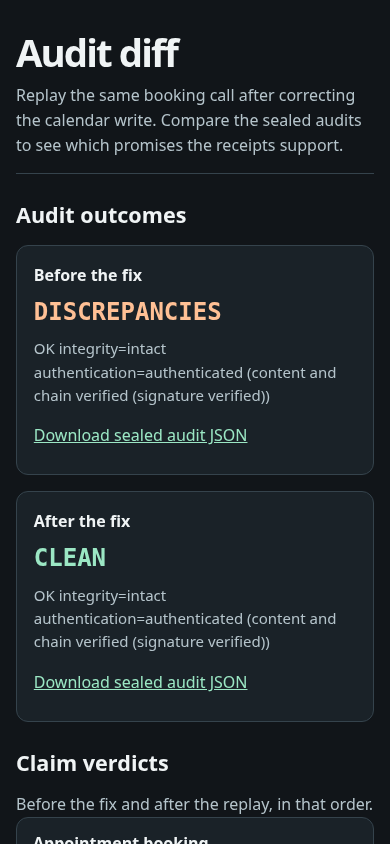 Audit diff
Replay the same booking call after correcting
the calendar write. Compare the sealed audits
to see which promises the receipts support.
Audit outcomes
Before the fix
DISCREPANCIES
OK integrity=intact
authentication=authenticated (content and
chain verified (signature verified))
Download sealed audit JSON
After the fix
CLEAN
OK integrity=intact
authentication=authenticated (content and
chain verified (signature verified))
Download sealed audit JSON
Claim verdicts
Before the fix and after the replay, in that order.
Appointment booking